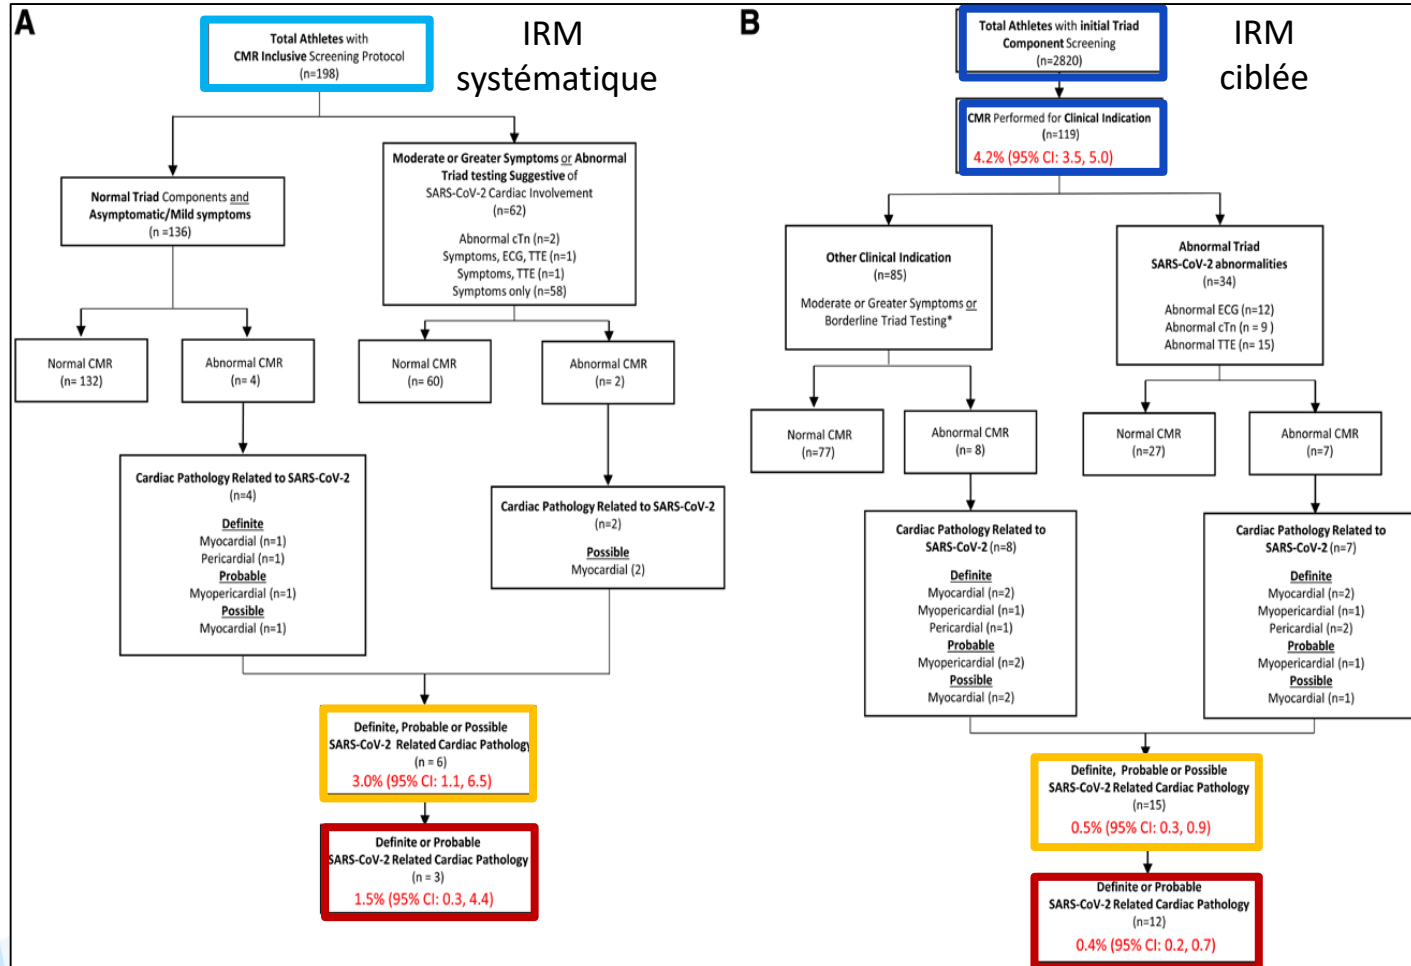 A
IRM
systématique
Total Athletes with
CMR Inclusive Screening Protocol
(n=198)
Normal Triad Components and
Asymptomatic/Mild symptoms
(n =136)
Moderate or Greater Symptoms or Abnormal
Triad testing Suggestive of
SARS-CoV-2 Cardiac Involvement
(n=62)
Abnormal cTn (n=2)
Symptoms, ECG, TTE (n=1)
Symptoms, TTE (n=1)
Symptoms only (n=58)
Normal CMR
(n= 132)
Abnormal CMR
(n= 4)
Normal CMR
(n= 60)
Abnormal CMR
(n= 2)
Cardiac Pathology Related to SARS-CoV-2
(n=4)
Definite
Myocardial (n=1)
Pericardial (n=1)
Probable
Myopericardial (n=1)
Possible
Myocardial (n=1)
Cardiac Pathology Related to SARS-CoV-2
(n=2)
Possible
Myocardial (2)
Definite, Probable or Possible
SARS-CoV-2 Related Cardiac Pathology
(n = 6)
3.0% (95% CI: 1.1, 6.5)
Definite or Probable
SARS-CoV-2 Related Cardiac Pathology
(n = 3)
1.5% (95% CI: 0.3, 4.4)
B
IRM
ciblée
Total Athletes with initial Triad
Component Screening
(n=2820)
CMR Performed for Clinical Indication
(n=119)
4.2% (95% CI: 3.5, 5.0)
Other Clinical Indication
(n=85)
Moderate or Greater Symptoms or
Borderline Triad Testing*
Abnormal Triad
SARS-CoV-2 abnormalities
(n=34)
Abnormal ECG (n=12)
Abnormal cTn (n = 9 )
Abnormal TTE (n= 15)
Normal CMR
(n=77)
Abnormal CMR
(n= 8)
Normal CMR
(n=27)
Abnormal CMR
(n=7)
Cardiac Pathology Related to
SARS-CoV-2 (n=8)
Definite
Myocardial (n=2)
Myopericardial (n=1)
Pericardial (n=1)
Probable
Myopericardial (n=2)
Possible
Myocardial (n=2)
Cardiac Pathology Related to
SARS-CoV-2 (n=7)
Definite
Myocardial (n=2)
Myopericardial (n=1)
Pericardial (n=2)
Probable
Myopericardial (n=1)
Possible
Myocardial (n=1)
Definite, Probable or Possible
SARS-CoV-2 Related Cardiac Pathology
(n=15)
0.5% (95% CI: 0.3, 0.9)
Definite or Probable
SARS-CoV-2 Related Cardiac Pathology
(n=12)
0.4% (95% CI: 0.2, 0.7)